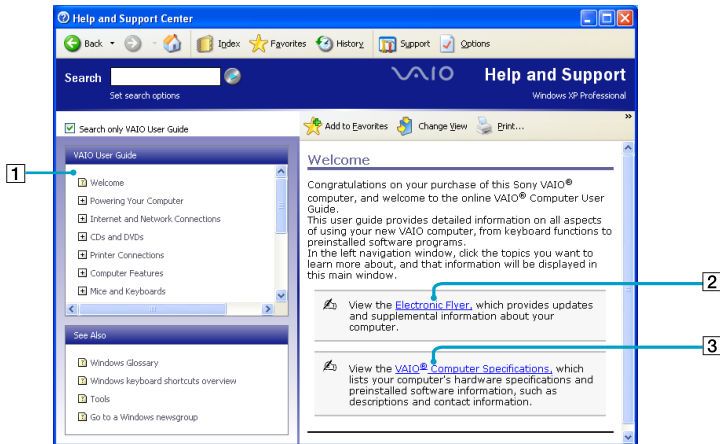 Help and Support Center
Back
Index
Favorites
History
Support
Options
Search
Set search options
VAIO
Help and Support
Windows XP Professional
Search only VAIO User Guide
Add to Favorites
Change View
Print...
»
VAIO User Guide
Welcome
Powering Your Computer
Internet and Network Connections
CDs and DVDs
Printer Connections
Computer Features
Mice and Keyboards
See Also
Windows Glossary
Windows keyboard shortcuts overview
Tools
Go to a Windows newsgroup
Welcome
Congratulations on your purchase of this Sony VAIO®
computer, and welcome to the online VAIO® Computer User
Guide.
This user guide provides detailed information on all aspects
of using your new VAIO computer, from keyboard functions to
preinstalled software programs.
In the left navigation window, click the topics you want to
learn more about, and that information will be displayed in
this main window.
View the Electronic Flyer, which provides updates
and supplemental information about your
computer.
View the VAIO® Computer Specifications, which
lists your computer's hardware specifications and
preinstalled software information, such as
descriptions and contact information.
1
2
3